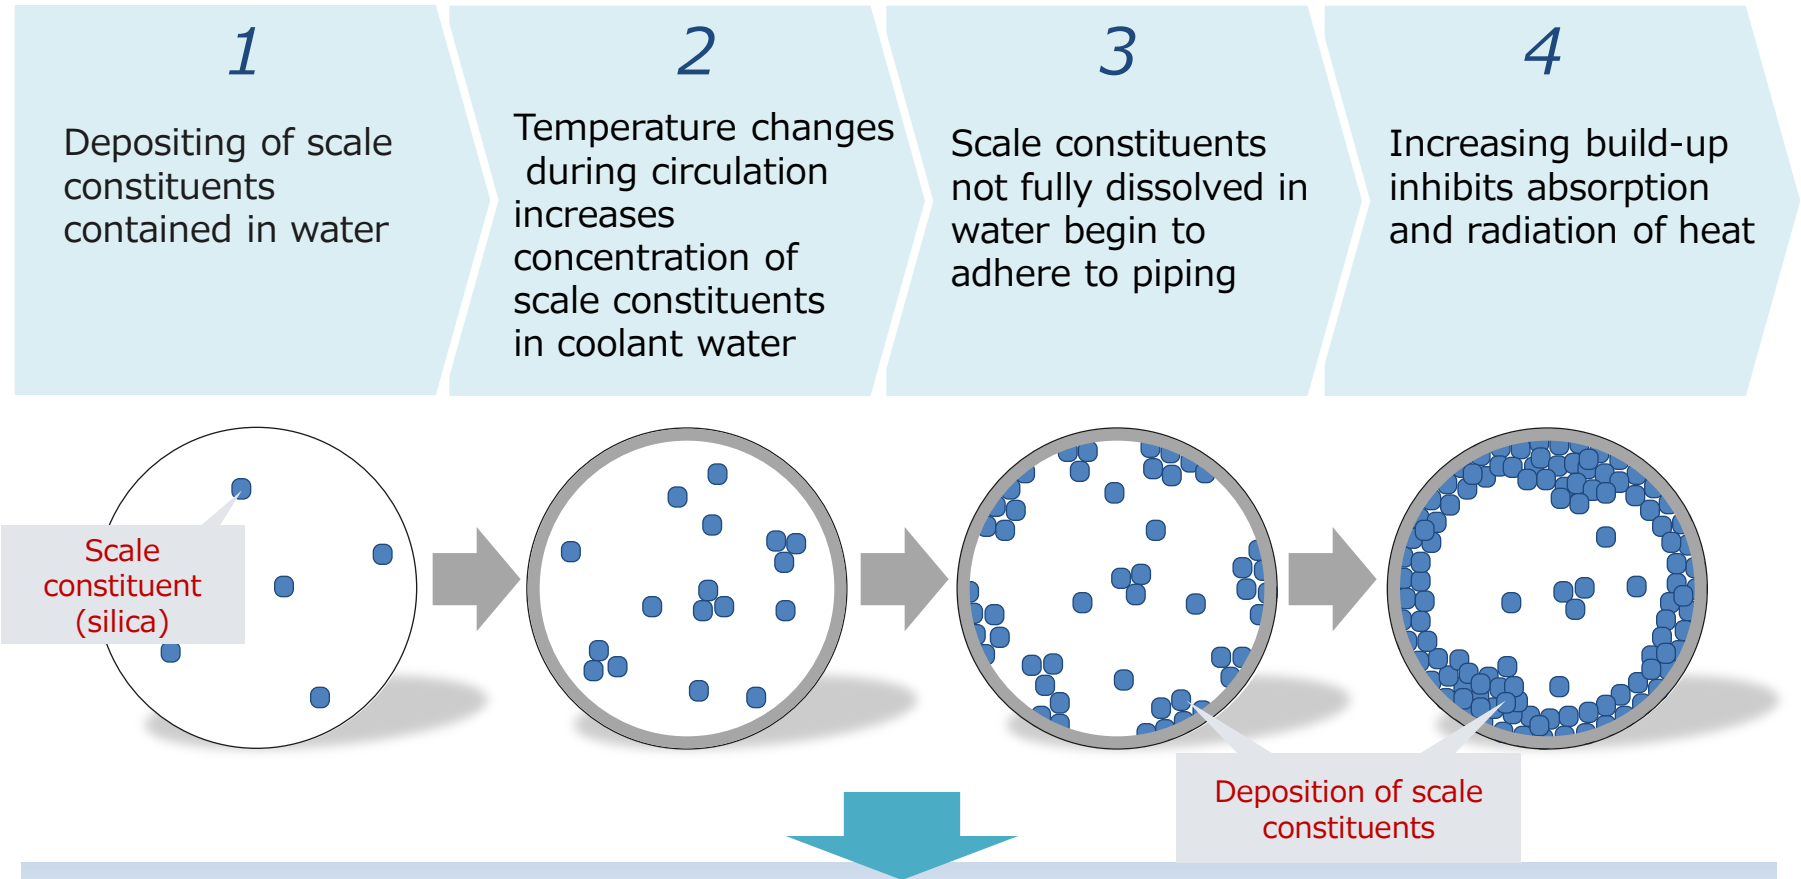 1
Depositing of scale
constituents
contained in water
2
Temperature changes
during circulation
increases
concentration of
scale constituents
in coolant water
3
Scale constituents
not fully dissolved in
water begin to
adhere to piping
4
Increasing build-up
inhibits absorption
and radiation of heat
Scale
constituent
(silica)
Deposition of scale
constituents